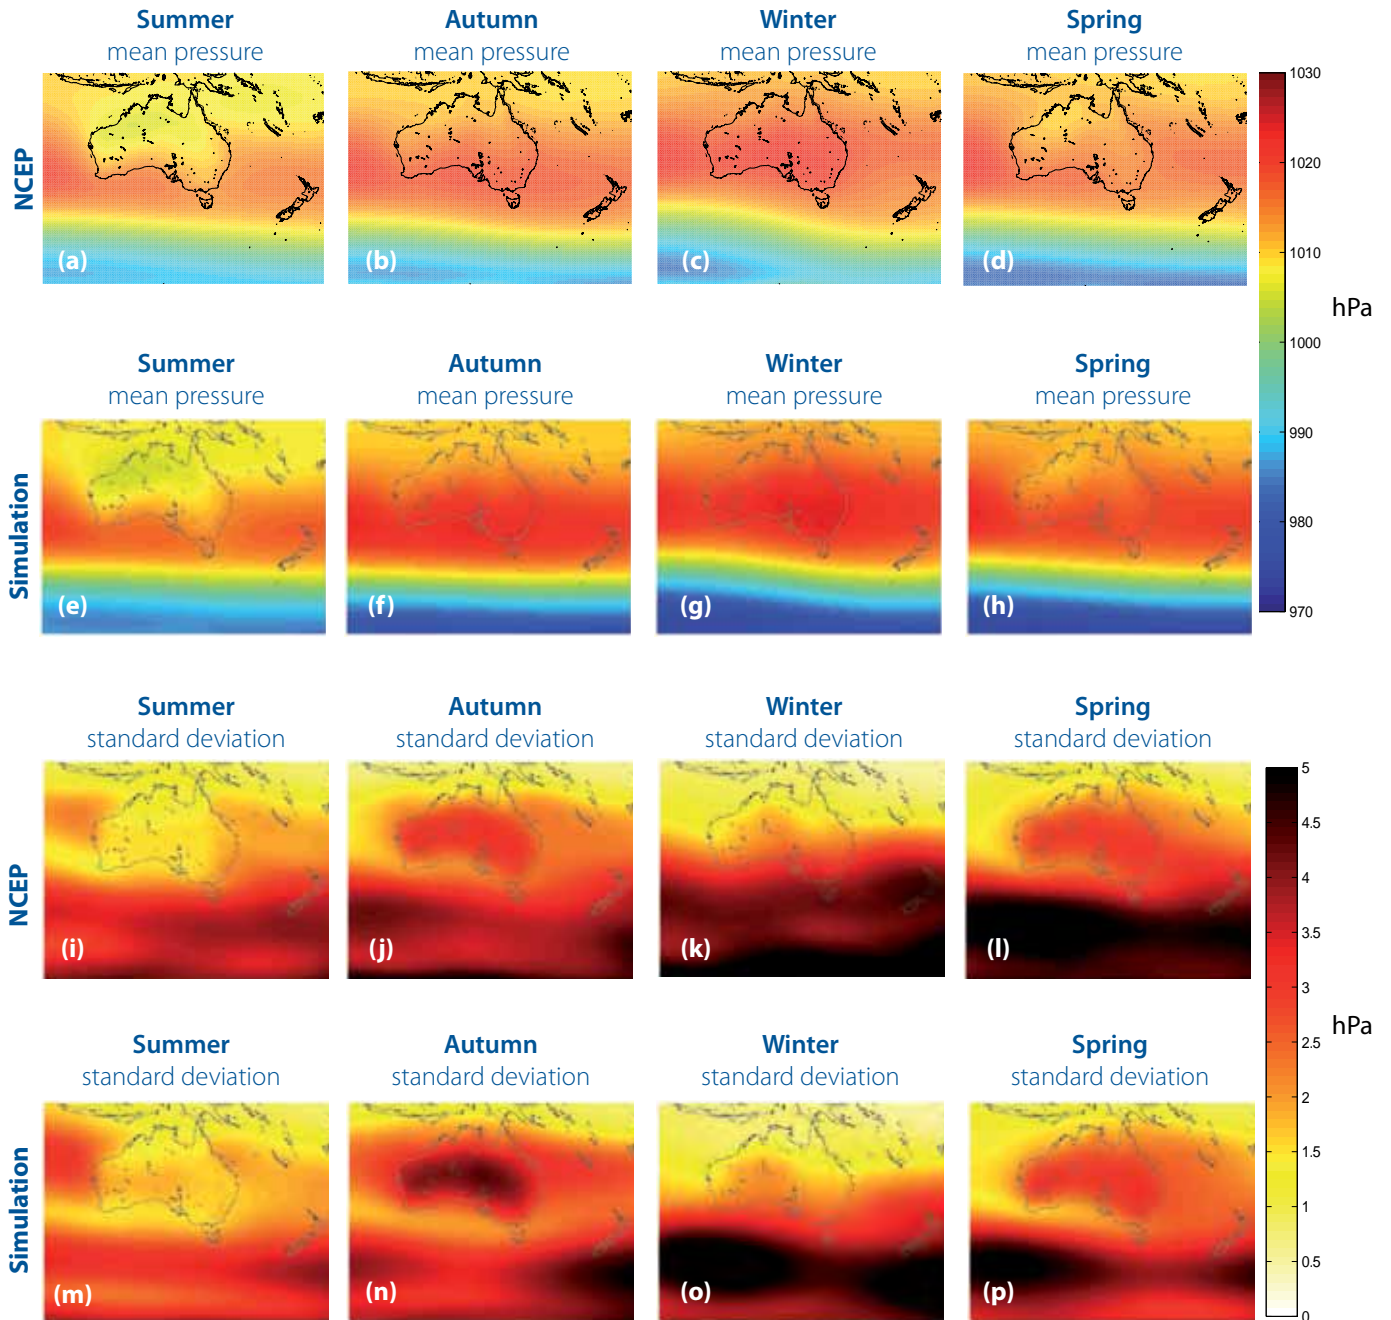 Summer Autumn Winter Spring
mean pressure mean pressure mean pressure mean pressure
NCEP
(a) (b) (c) (d)
Summer Autumn Winter Spring
mean pressure mean pressure mean pressure mean pressure
Simulation
(e) (f) (g) (h)
1030
1020
1010
1000
990
980
970
hPa
Summer Autumn Winter Spring
standard deviation standard deviation standard deviation standard deviation
NCEP
(i) (j) (k) (l)
Summer Autumn Winter Spring
standard deviation standard deviation standard deviation standard deviation
Simulation
(m) (n) (o) (p)
5
4.5
4
3.5
3
2.5
2
1.5
1
0.5
0
hPa